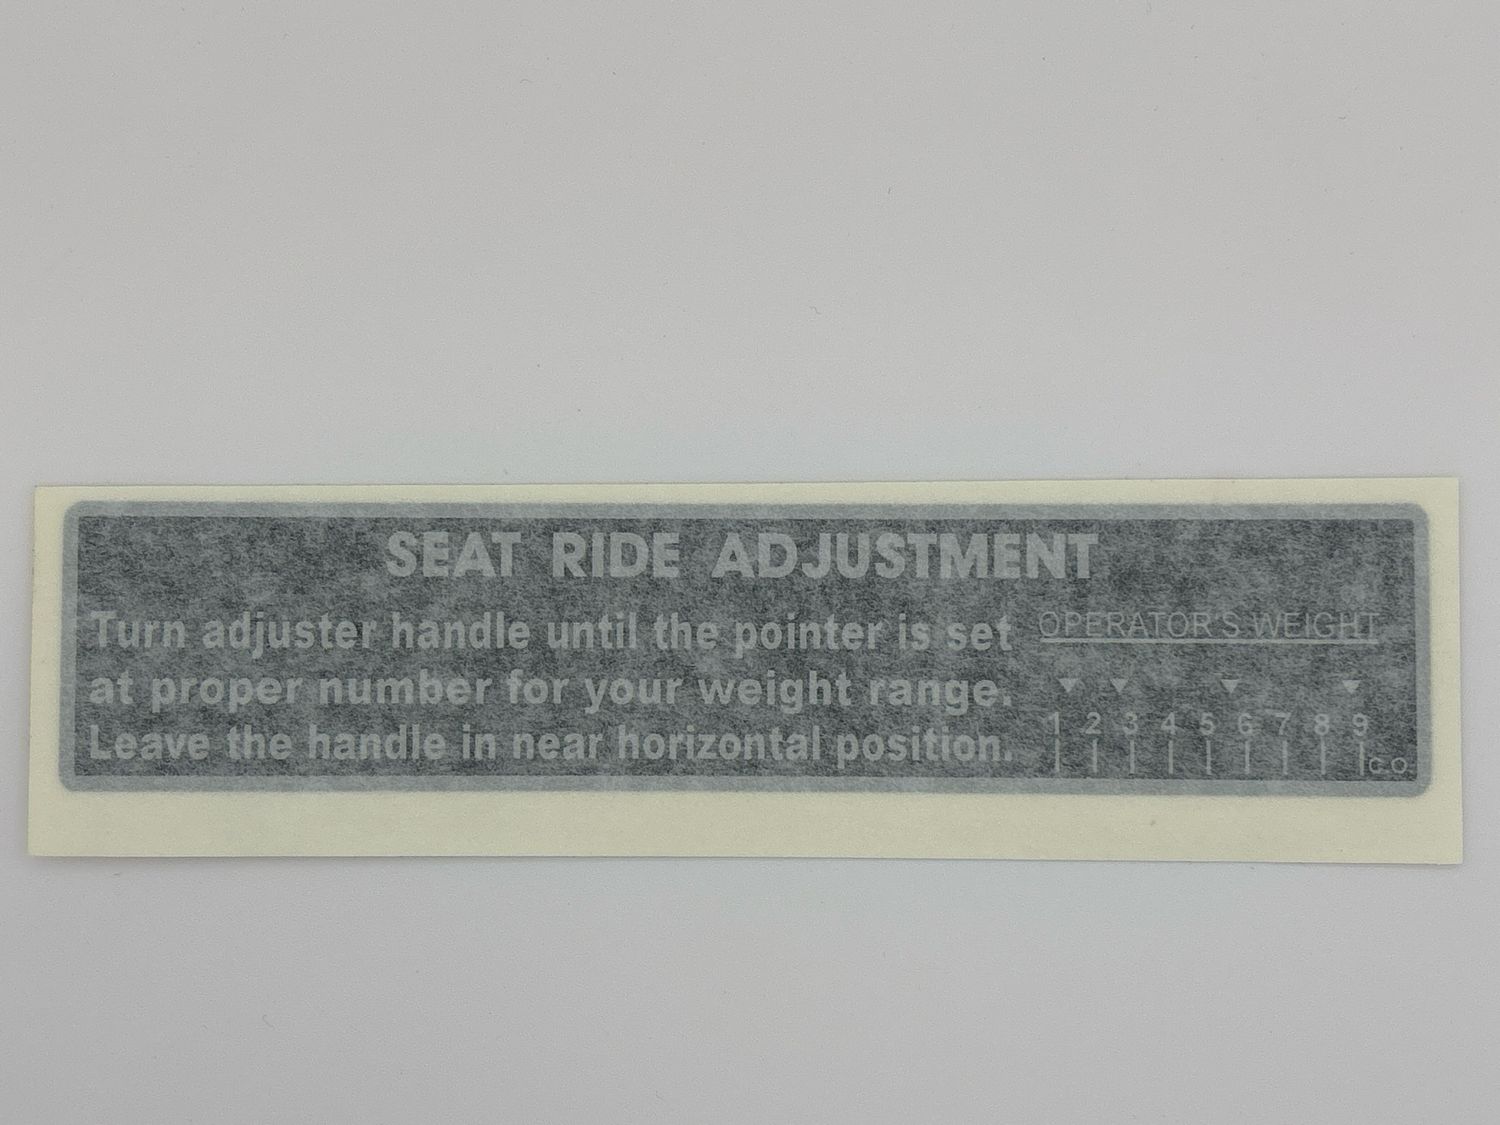 SEAT RIDE ADJUSTMENT
Turn adjuster handle until the pointer is set
at proper number for your weight range.
Leave the handle in near horizontal position.
OPERATOR'S WEIGHT
1 2 3 4 5 6 7 8 9
C.O.